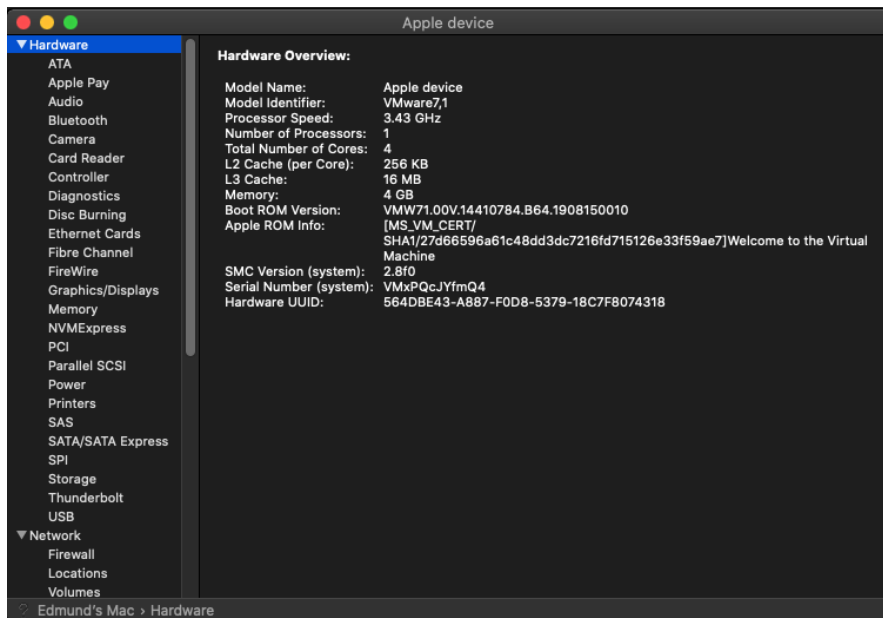 Apple device
Hardware
ATA
Apple Pay
Audio
Bluetooth
Camera
Card Reader
Controller
Diagnostics
Disc Burning
Ethernet Cards
Fibre Channel
FireWire
Graphics/Displays
Memory
NVMExpress
PCI
Parallel SCSI
Power
Printers
SAS
SATA/SATA Express
SPI
Storage
Thunderbolt
USB
Network
Firewall
Locations
Volumes
Hardware Overview:
Model Name: Apple device
Model Identifier: VMware7,1
Processor Speed: 3.43 GHz
Number of Processors: 1
Total Number of Cores: 4
L2 Cache (per Core): 256 KB
L3 Cache: 16 MB
Memory: 4 GB
Boot ROM Version: VMW71.00V.14410784.B64.1908150010
Apple ROM Info: [MS_VM_CERT/
SHA1/27d66596a61c48dd3dc7216fd715126e33f59ae7]Welcome to the Virtual
Machine
SMC Version (system): 2.8f0
Serial Number (system): VMxPQcJYfmQ4
Hardware UUID: 564DBE43-A887-F0D8-5379-18C7F8074318
Edmund's Mac › Hardware